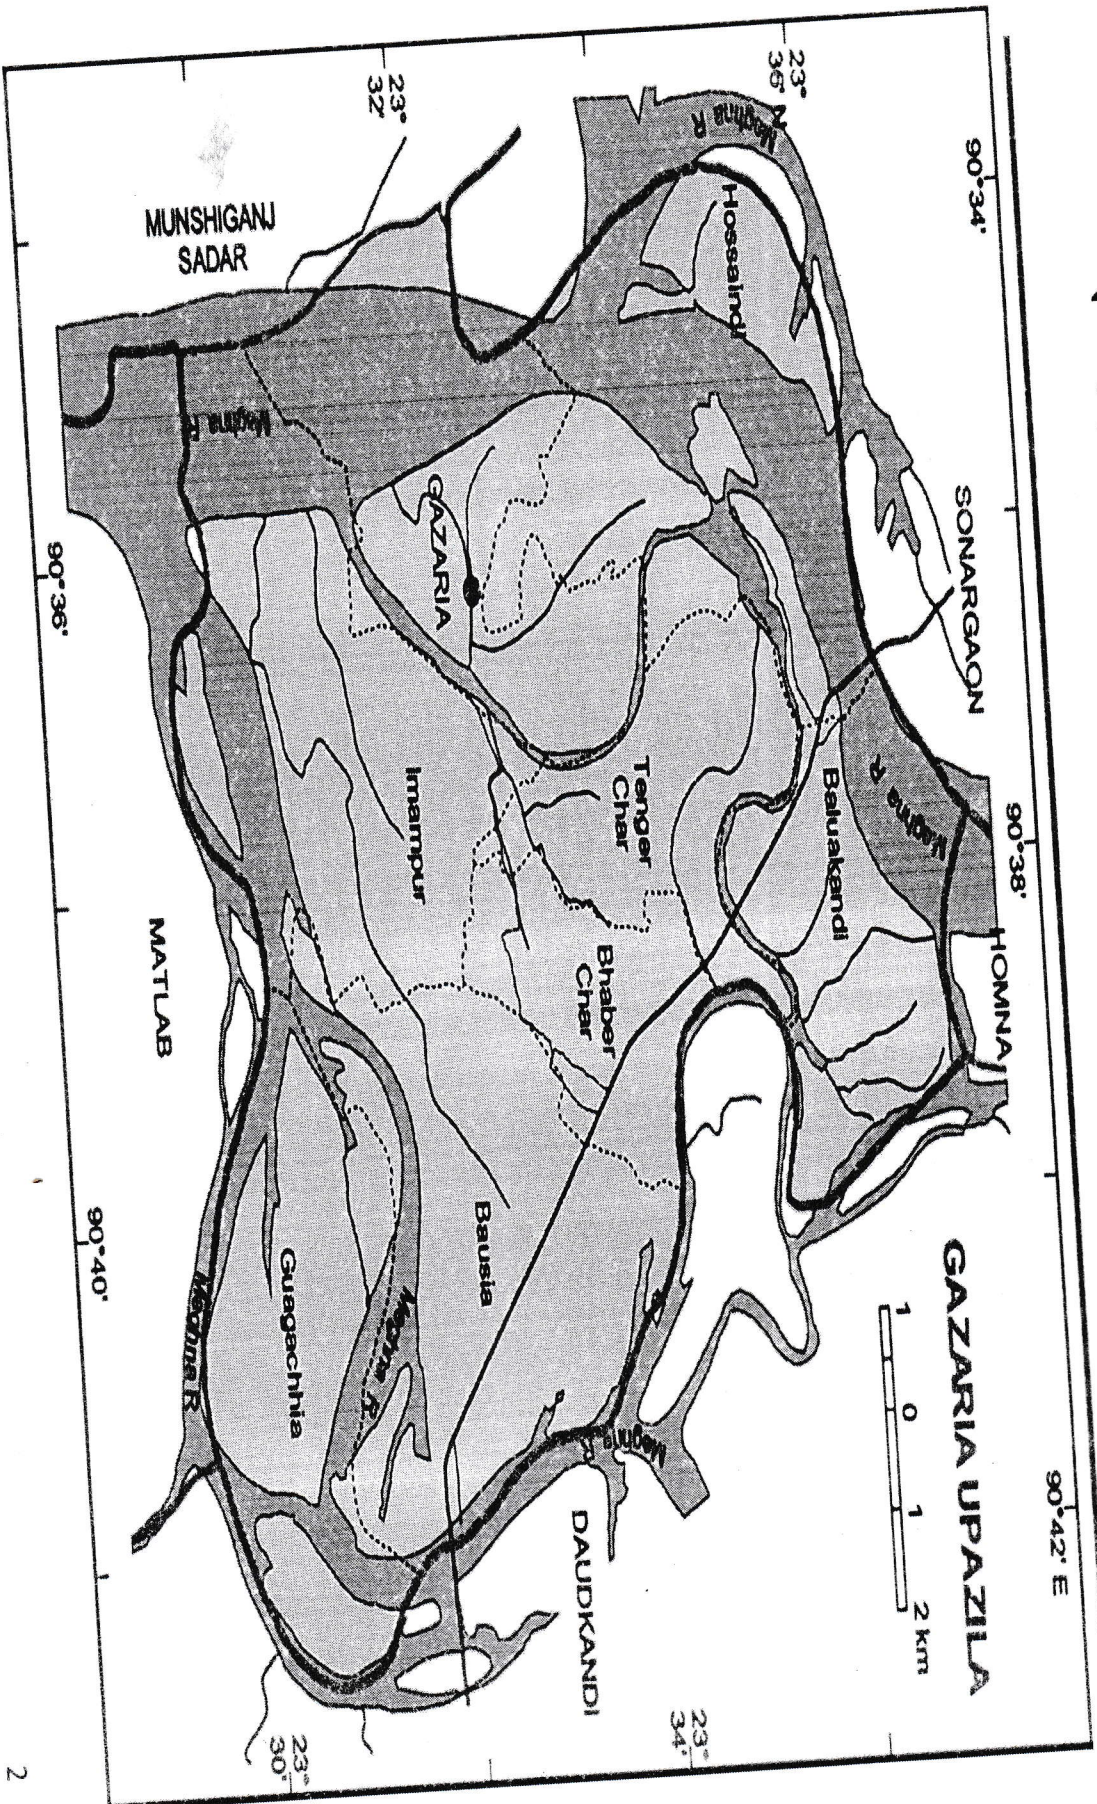 GAZARIA UPAZILA
1 0 1 2 km
90°34'
90°38'
90°42' E
23°
36'
SONARGAON
HOMNA
Meghna R
Hossaindi
Meghna R
Baluakandi
Tenger
Char
Bhaber
Char
23°
34'
DAUDKANDI
Meghna R
MUNSHIGANJ
SADAR
23°
32'
GAZARIA
Imampur
Bausia
Meghna R
Meghna R
Guagachhia
Meghna R
MATLAB
23°
30'
90°36'
90°40'
2